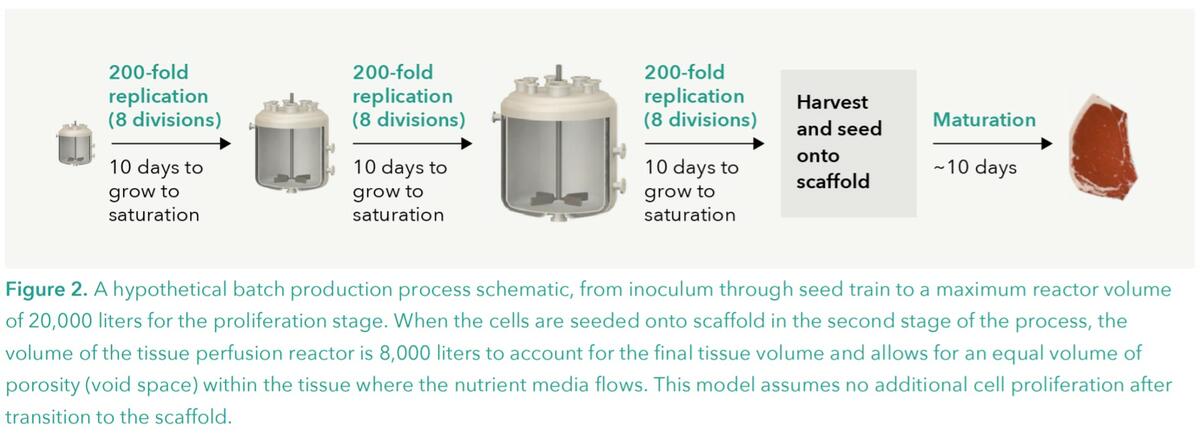 200-fold
replication
(8 divisions)
10 days to
grow to
saturation
200-fold
replication
(8 divisions)
10 days to
grow to
saturation
200-fold
replication
(8 divisions)
10 days to
grow to
saturation
Harvest
and seed
onto
scaffold
Maturation
~10 days
Figure 2. A hypothetical batch production process schematic, from inoculum through seed train to a maximum reactor volume
of 20,000 liters for the proliferation stage. When the cells are seeded onto scaffold in the second stage of the process, the
volume of the tissue perfusion reactor is 8,000 liters to account for the final tissue volume and allows for an equal volume of
porosity (void space) within the tissue where the nutrient media flows. This model assumes no additional cell proliferation after
transition to the scaffold.